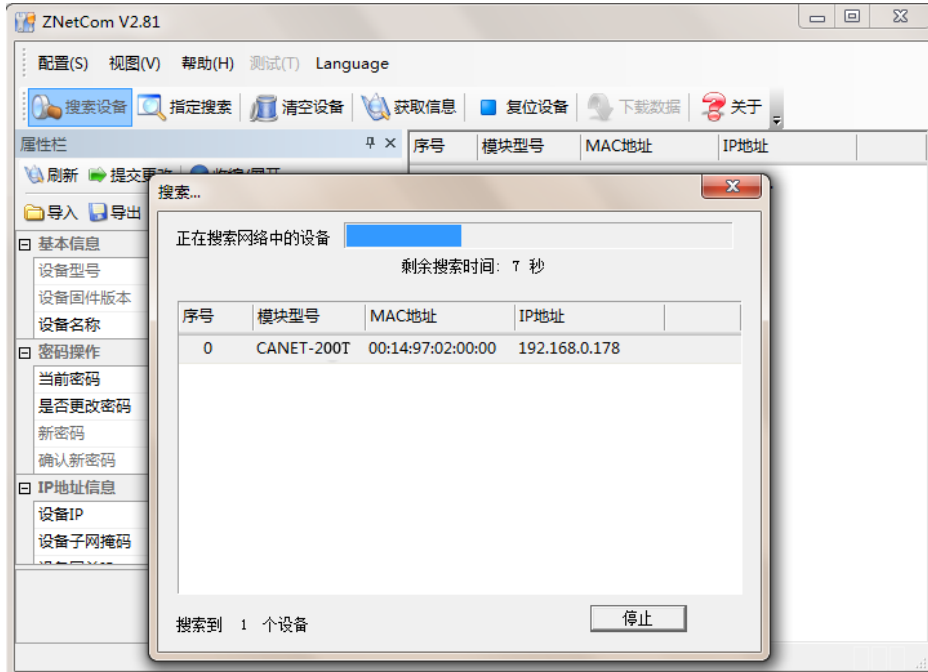 ZNetCom V2.81
配置(S) 视图(V) 帮助(H) 测试(T) Language
搜索设备 指定搜索 清空设备 获取信息 复位设备 下载数据 关于
属性栏
序号 模块型号 MAC地址 IP地址
刷新 提交更改
导入 导出
基本信息
设备型号
设备固件版本
设备名称
密码操作
当前密码
是否更改密码
新密码
确认新密码
IP地址信息
设备IP
设备子网掩码
搜索...
正在搜索网络中的设备
剩余搜索时间: 7 秒
序号 模块型号 MAC地址 IP地址
0 CANET-200T 00:14:97:02:00:00 192.168.0.178
搜索到 1 个设备
停止